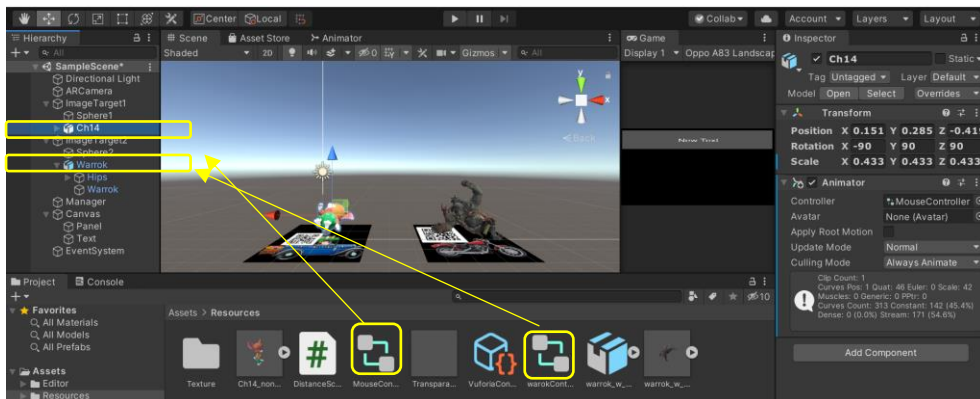 Center Local Collab Account Layers Layout
Hierarchy
All
SampleScene*
Directional Light
ARCamera
ImageTarget1
Sphere1
Ch14
ImageTarget2
Sphere2
Warrok
Hips
Warrok
Manager
Canvas
Panel
Text
EventSystem
Scene Asset Store Animator
Shaded 2D 0 Gizmos All
y
x
Back
Game
Display 1 Oppo A83 Landscap
New Text
Inspector
Ch14 Static
Tag Untagged Layer Default
Model Open Select Overrides
Transform
Position X 0.151 Y 0.285 Z -0.41
Rotation X -90 Y 90 Z 90
Scale X 0.433 Y 0.433 Z 0.433
Animator
Controller MouseController
Avatar None (Avatar)
Apply Root Motion
Update Mode Normal
Culling Mode Always Animate
Clip Count: 1
Curves Pos: 1 Quat: 46 Euler: 0 Scale: 42
Muscles: 0 Generic: 0 PPtr: 0
Curves Count: 313 Constant: 142 (45.4%)
Dense: 0 (0.0%) Stream: 171 (54.6%)
Add Component
Project Console
10
Favorites
All Materials
All Models
All Prefabs
Assets
Editor
Resources
Assets > Resources
Texture Ch14_non... DistanceSc... MouseCon... Transpara... VuforiaCon... warokCont... warrok_w_... warrok_w_...